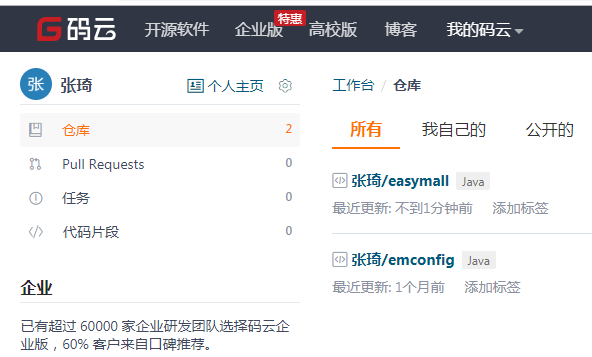 码云 开源软件 企业版 特惠 高校版 博客 我的码云
张 张琦 个人主页
仓库 2
Pull Requests 0
任务 0
代码片段 0
企业
已有超过 60000 家企业研发团队选择码云企
业版，60% 客户来自口碑推荐。
工作台 / 仓库
所有 我自己的 公开的
张琦/easymall Java
最近更新: 不到1分钟前 添加标签
张琦/emconfig Java
最近更新: 1个月前 添加标签